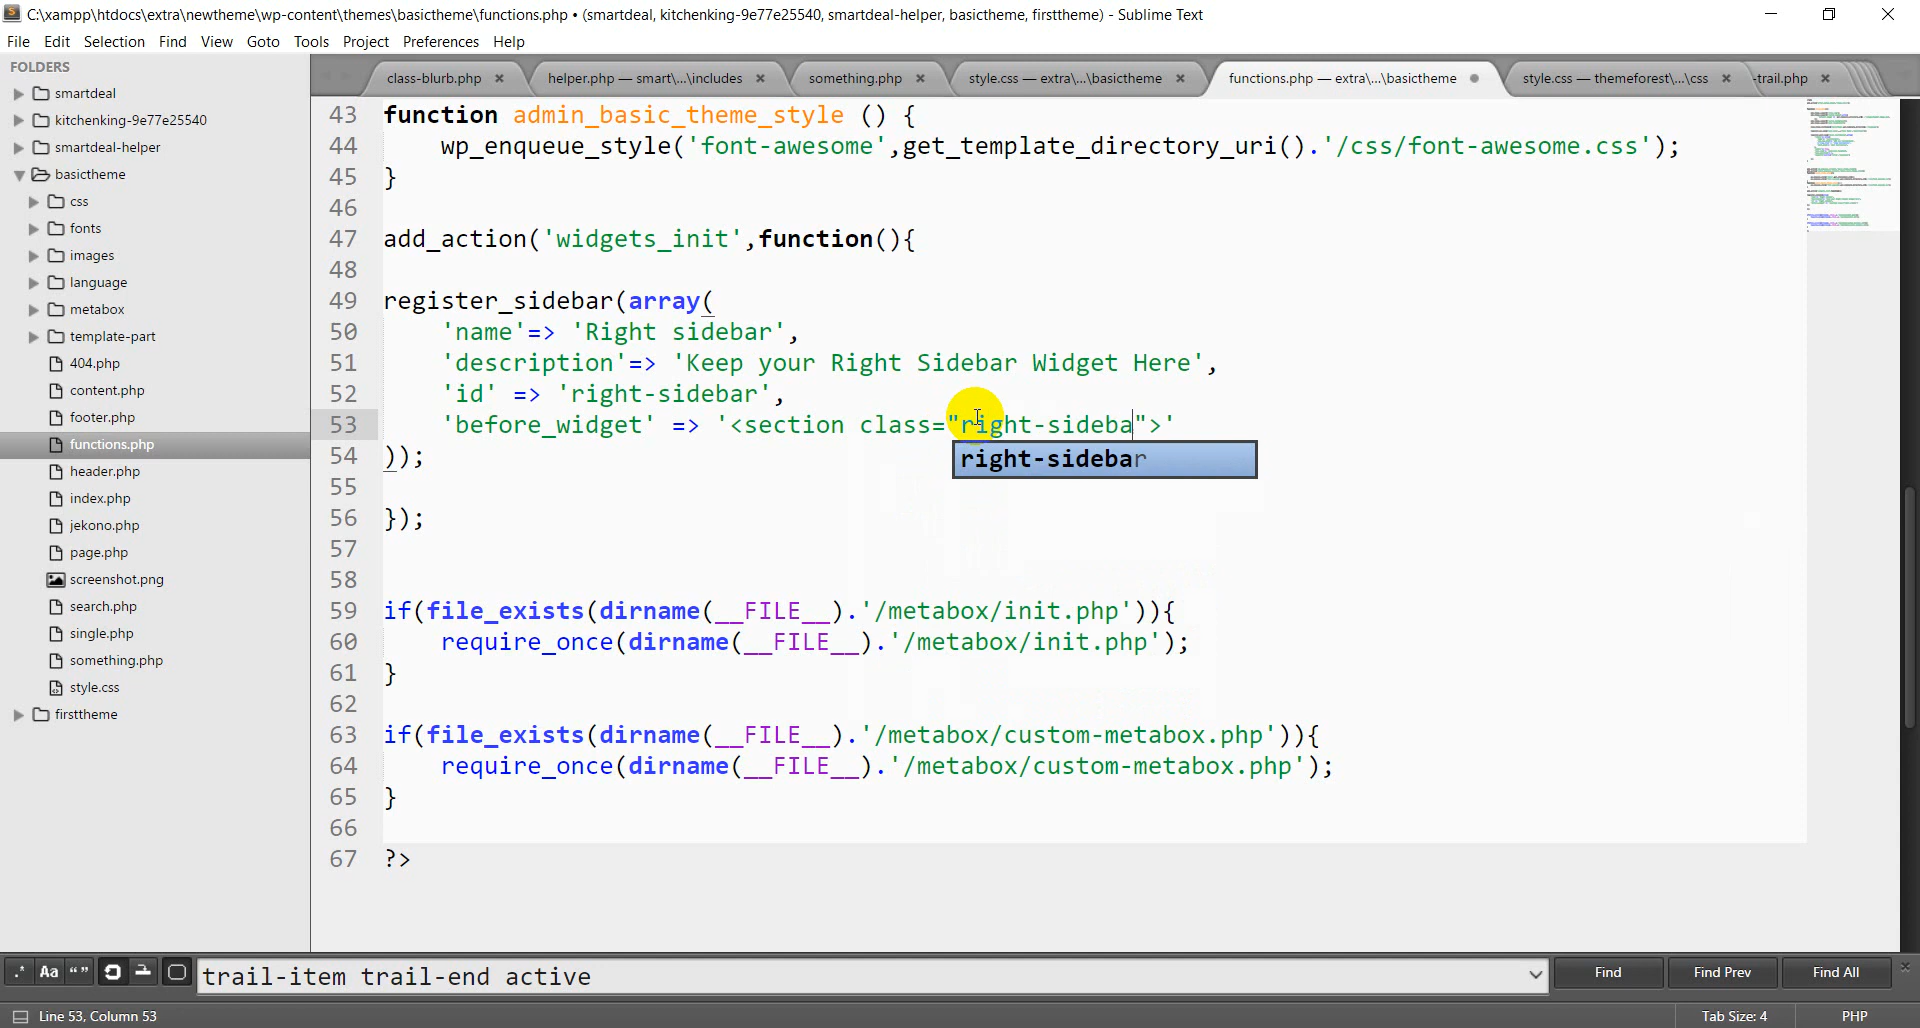 C:\xampp\htdocs\extra\newtheme\wp-content\themes\basictheme\functions.php • (smartdeal, kitchenking-9e77e25540, smartdeal-helper, basictheme, firsttheme) - Sublime Text
File Edit Selection Find View Goto Tools Project Preferences Help
FOLDERS
smartdeal
kitchenking-9e77e25540
smartdeal-helper
basictheme
css
fonts
images
language
metabox
template-part
404.php
content.php
footer.php
functions.php
header.php
index.php
jekono.php
page.php
screenshot.png
search.php
single.php
something.php
style.css
firsttheme
class-blurb.php × helper.php — smart\...\includes × something.php × style.css — extra\...\basictheme × functions.php — extra\...\basictheme style.css — themeforest\...\css × -trail.php ×
43 function admin_basic_theme_style () {
44 wp_enqueue_style('font-awesome',get_template_directory_uri().'/css/font-awesome.css');
45 }
46
47 add_action('widgets_init',function(){
48
49 register_sidebar(array(
50 'name'=> 'Right sidebar',
51 'description'=> 'Keep your Right Sidebar Widget Here',
52 'id' => 'right-sidebar',
53 'before_widget' => '<section class="right-sideba">'
right-sidebar
54 ));
55
56 });
57
58
59 if(file_exists(dirname(__FILE__).'/metabox/init.php')){
60 require_once(dirname(__FILE__).'/metabox/init.php');
61 }
62
63 if(file_exists(dirname(__FILE__).'/metabox/custom-metabox.php')){
64 require_once(dirname(__FILE__).'/metabox/custom-metabox.php');
65 }
66
67 ?>
.* Aa “” trail-item trail-end active Find Find Prev Find All ×
Line 53, Column 53 Tab Size: 4 PHP